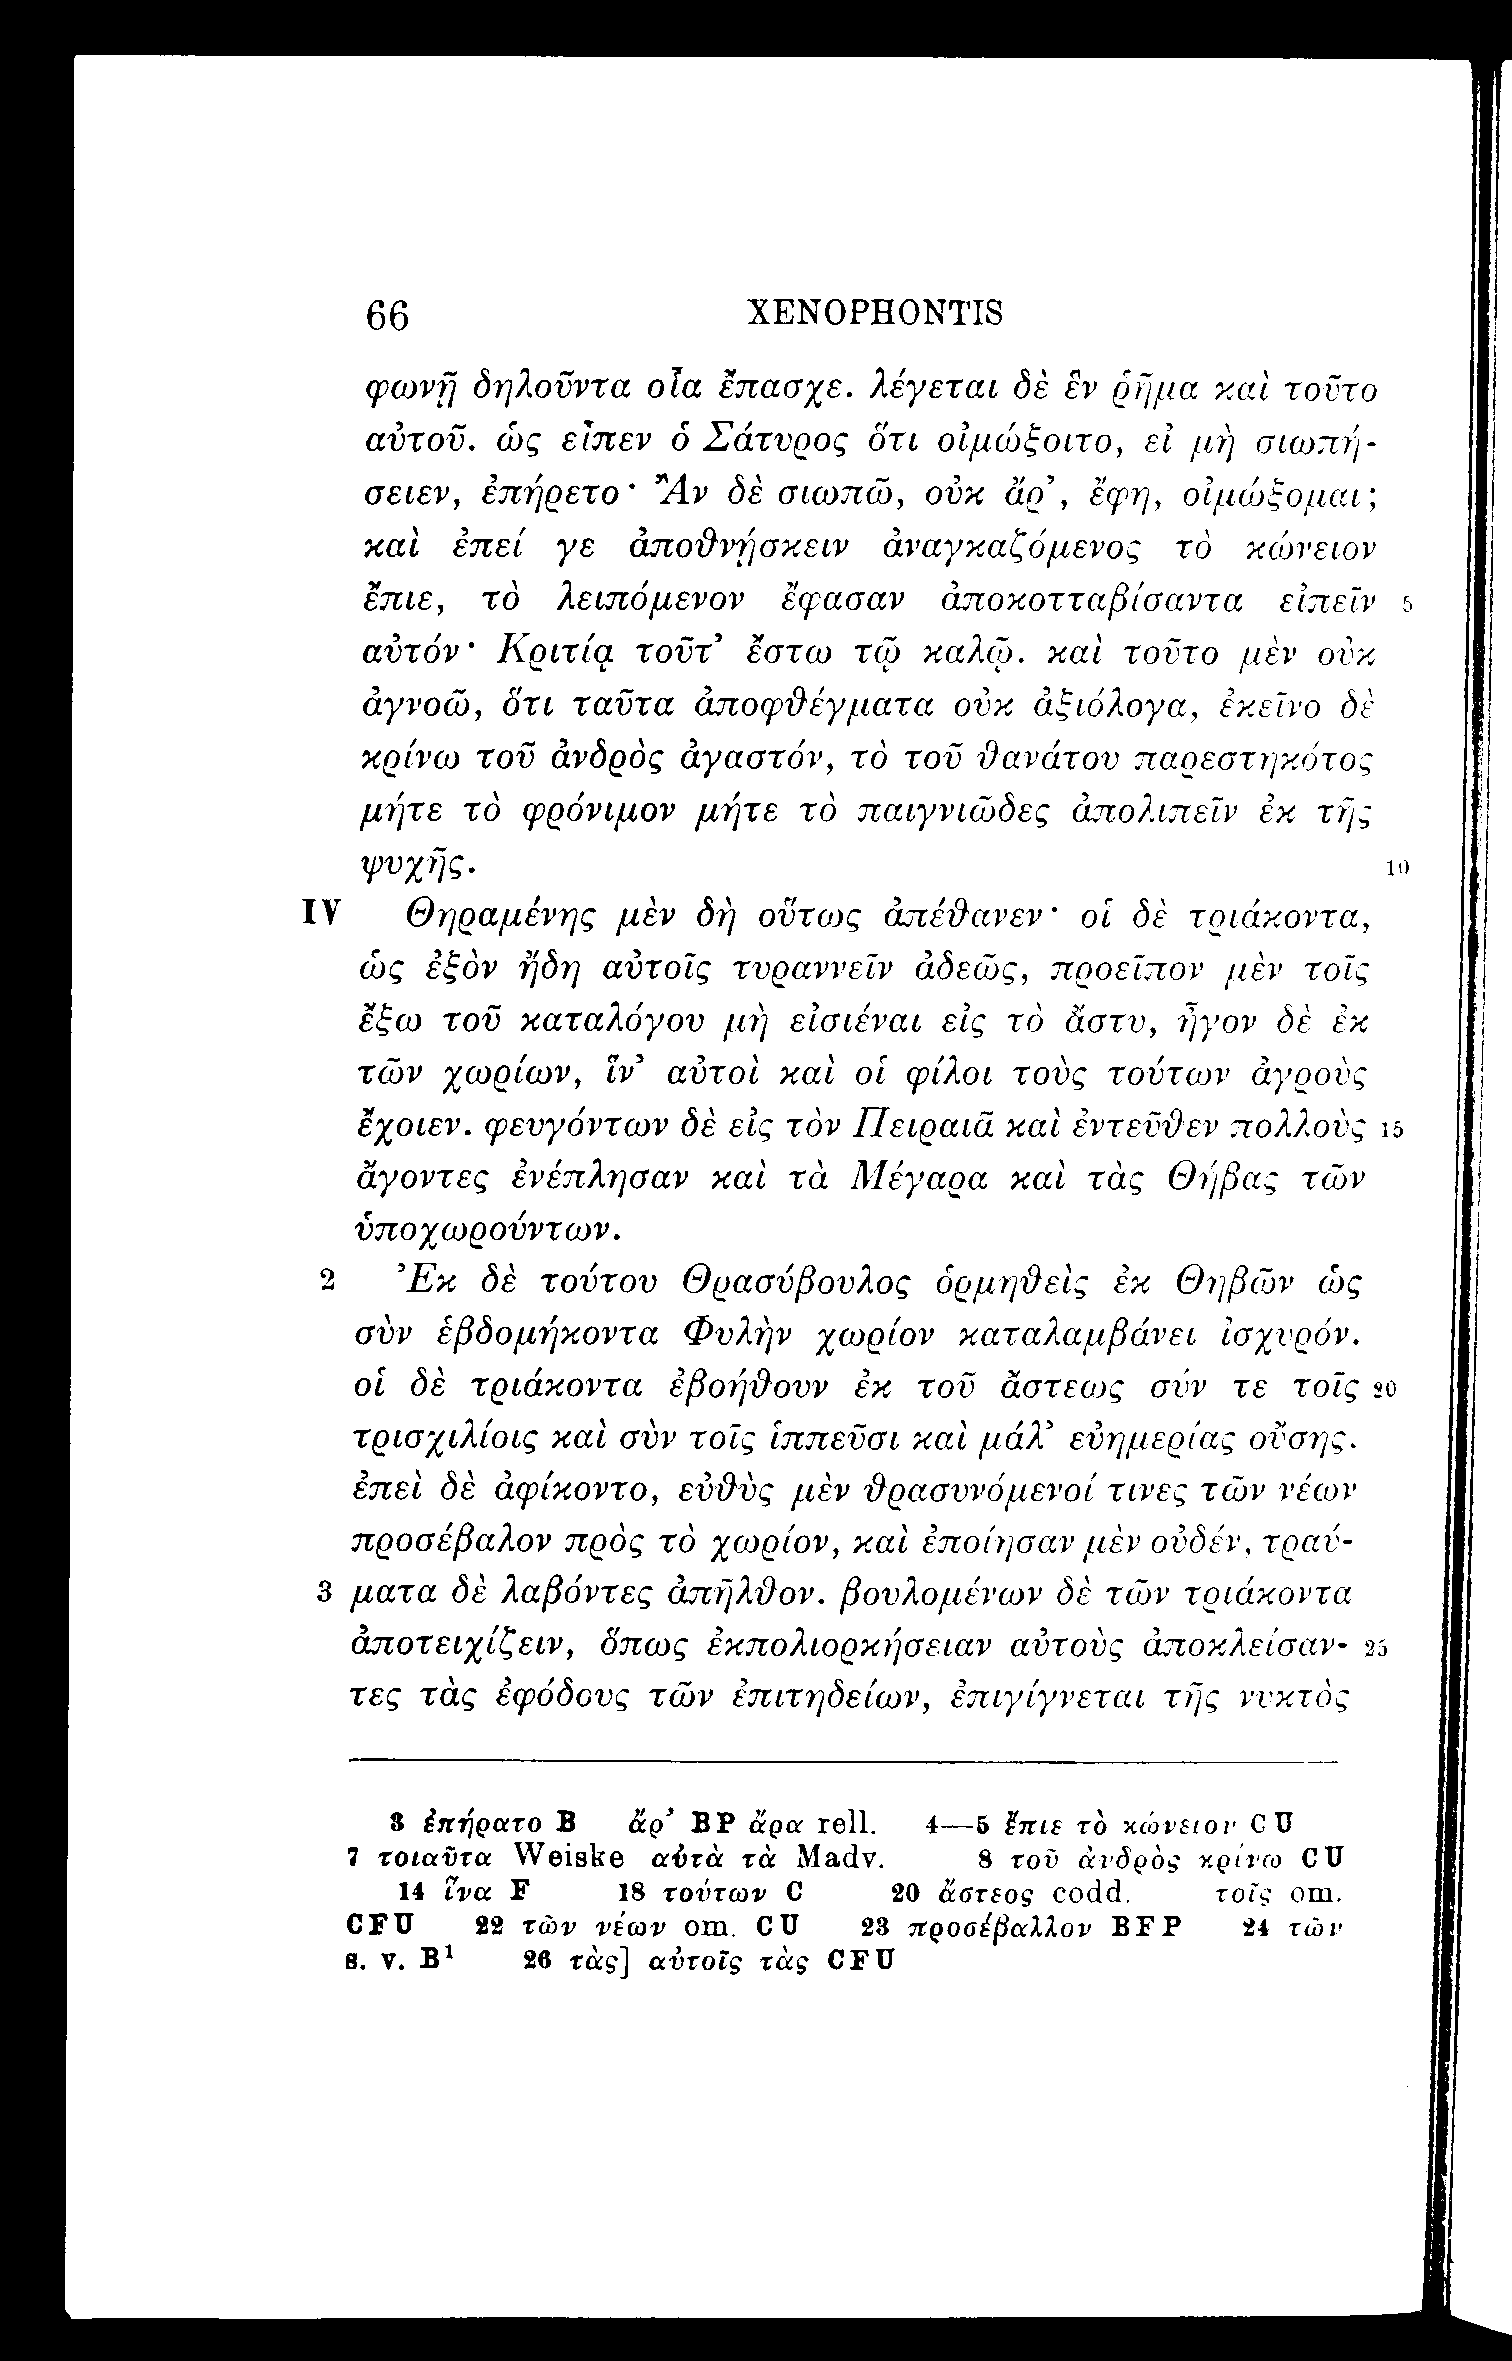 66 XENOPHONTIS
φωνῇ δηλοῦντα οἷα ἔπασχε. λέγεται δὲ ἓν ῥῆμα καὶ τοῦτο
αὐτοῦ. ὡς εἶπεν ὁ Σάτυρος ὅτι οἰμώξοιτο, εἰ μὴ σιωπή-
σειεν, ἐπήρετο· Ἂν δὲ σιωπῶ, οὐκ ἄρ’, ἔφη, οἰμώξομαι;
καὶ ἐπεί γε ἀποθνῄσκειν ἀναγκαζόμενος τὸ κώνειον
ἔπιε, τὸ λειπόμενον ἔφασαν ἀποκοτταβίσαντα εἰπεῖν 5
αὐτόν· Κριτίᾳ τοῦτ’ ἔστω τῷ καλῷ. καὶ τοῦτο μὲν οὐκ
ἀγνοῶ, ὅτι ταῦτα ἀποφθέγματα οὐκ ἀξιόλογα, ἐκεῖνο δὲ
κρίνω τοῦ ἀνδρὸς ἀγαστόν, τὸ τοῦ θανάτου παρεστηκότος
μήτε τὸ φρόνιμον μήτε τὸ παιγνιῶδες ἀπολιπεῖν ἐκ τῆς
ψυχῆς. 10
IV Θηραμένης μὲν δὴ οὕτως ἀπέθανεν· οἱ δὲ τριάκοντα,
ὡς ἐξὸν ἤδη αὐτοῖς τυραννεῖν ἀδεῶς, προεῖπον μὲν τοῖς
ἔξω τοῦ καταλόγου μὴ εἰσιέναι εἰς τὸ ἄστυ, ἦγον δὲ ἐκ
τῶν χωρίων, ἵν’ αὐτοὶ καὶ οἱ φίλοι τοὺς τούτων ἀγροὺς
ἔχοιεν. φευγόντων δὲ εἰς τὸν Πειραιᾶ καὶ ἐντεῦθεν πολλοὺς 15
ἄγοντες ἐνέπλησαν καὶ τὰ Μέγαρα καὶ τὰς Θήβας τῶν
ὑποχωρούντων.
2 Ἐκ δὲ τούτου Θρασύβουλος ὁρμηθεὶς ἐκ Θηβῶν ὡς
σὺν ἑβδομήκοντα Φυλὴν χωρίον καταλαμβάνει ἰσχυρόν.
οἱ δὲ τριάκοντα ἐβοήθουν ἐκ τοῦ ἄστεως σύν τε τοῖς 20
τρισχιλίοις καὶ σὺν τοῖς ἱππεῦσι καὶ μάλ’ εὐημερίας οὔσης.
ἐπεὶ δὲ ἀφίκοντο, εὐθὺς μὲν θρασυνόμενοί τινες τῶν νέων
προσέβαλον πρὸς τὸ χωρίον, καὶ ἐποίησαν μὲν οὐδέν, τραύ-
3 ματα δὲ λαβόντες ἀπῆλθον. βουλομένων δὲ τῶν τριάκοντα
ἀποτειχίζειν, ὅπως ἐκπολιορκήσειαν αὐτοὺς ἀποκλείσαν- 25
τες τὰς ἐφόδους τῶν ἐπιτηδείων, ἐπιγίγνεται τῆς νυκτὸς
3 ἐπήρατο B ἄρ’ BP ἄρα rell. 4—5 ἔπιε τὸ κώνειον CU
7 τοιαῦτα Weiske αὐτὰ τὰ Madv. 8 τοῦ ἀνδρὸς κρίνω CU
14 ἵνα F 18 τούτων C 20 ἄστεος codd. τοῖς om.
CFU 22 τῶν νέων om. CU 23 προσέβαλλον BFP 24 τῶν
s. v. B¹ 26 τὰς] αὐτοῖς τὰς CFU